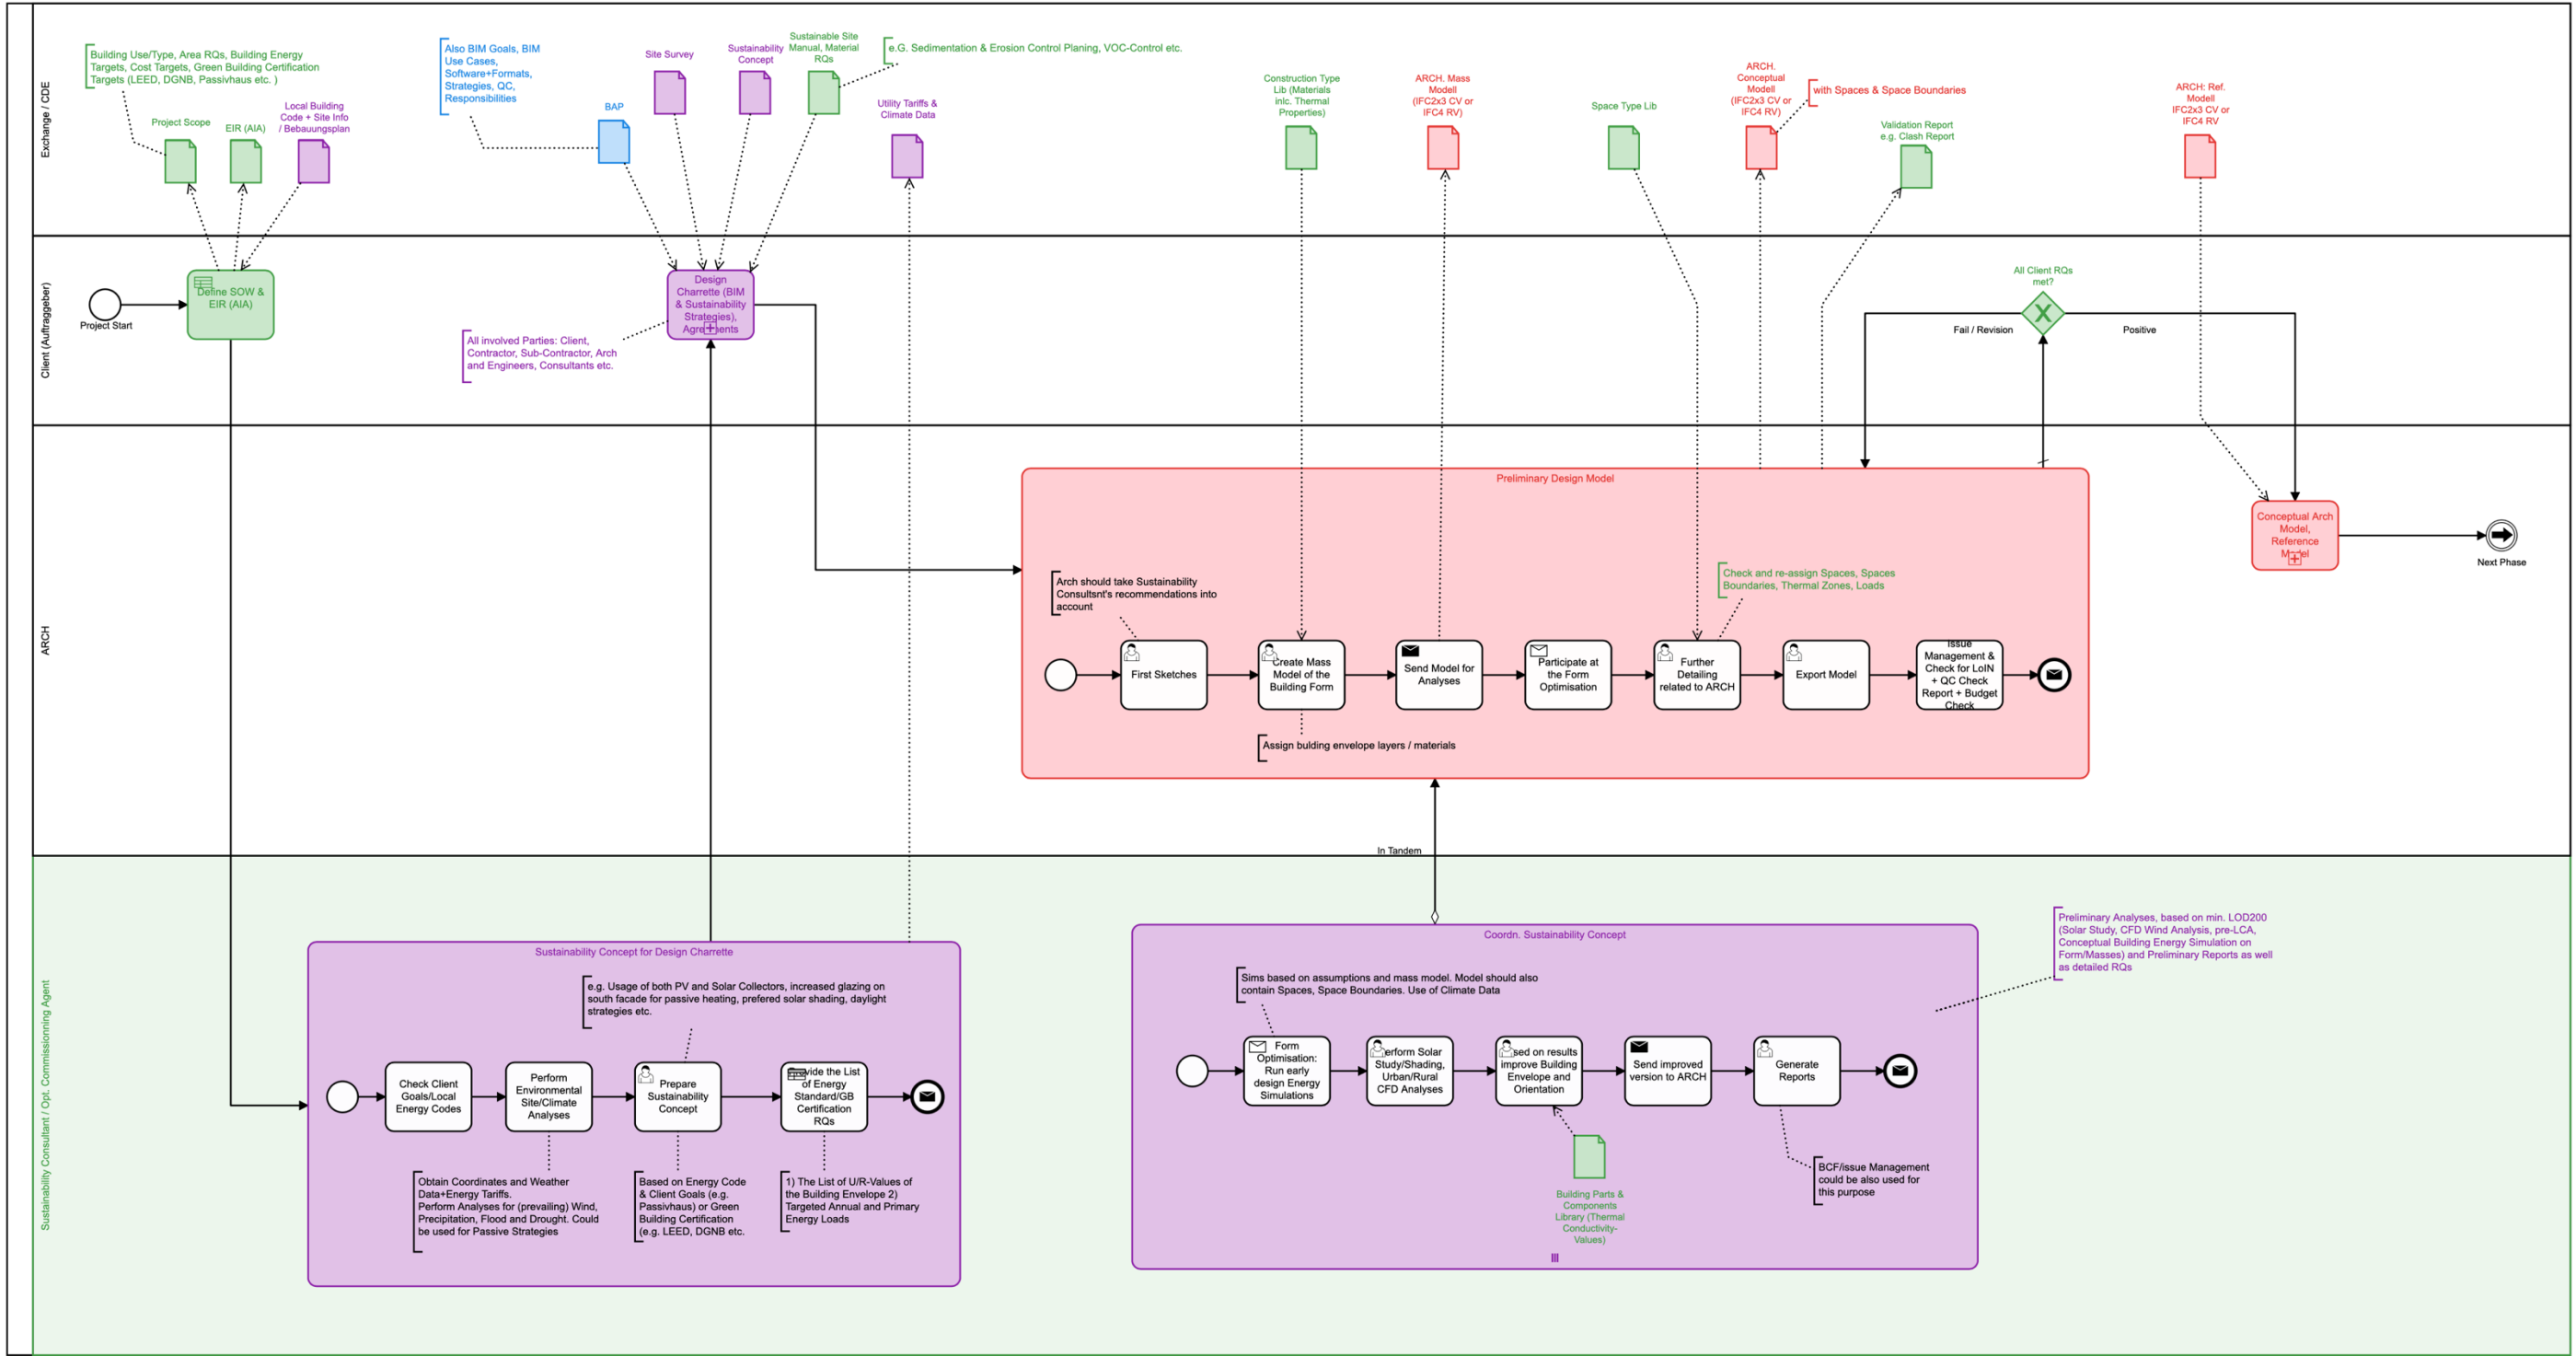 Exchange / CDE
Building Use/Type, Area RQs, Building Energy
Targets, Cost Targets, Green Building Certification
Targets (LEED, DGNB, Passivhaus etc. )
Project Scope
EIR (AIA)
Local Building
Code + Site Info
/ Bebauungsplan
Also BIM Goals, BIM
Use Cases,
Software+Formats,
Strategies, QC,
Responsibilities
BAP
Site Survey
Sustainability
Concept
Sustainable Site
Manual, Material
RQs
e.G. Sedimentation & Erosion Control Planing, VOC-Control etc.
Utility Tariffs &
Climate Data
Construction Type
Lib (Materials
inlc. Thermal
Properties)
ARCH. Mass
Modell
(IFC2x3 CV or
IFC4 RV)
Space Type Lib
ARCH.
Conceptual
Modell
(IFC2x3 CV or
IFC4 RV)
with Spaces & Space Boundaries
Validation Report
e.g. Clash Report
ARCH: Ref.
Modell
IFC2x3 CV or
IFC4 RV
Client (Auftraggeber)
Project Start
Define SOW &
EIR (AIA)
Design
Charrette (BIM
& Sustainability
Strategies),
Agreements
All involved Parties: Client,
Contractor, Sub-Contractor, Arch
and Engineers, Consultants etc.
All Client RQs
met?
Fail / Revision
Positive
ARCH
Preliminary Design Model
Arch should take Sustainability
Consultsnt's recommendations into
account
First Sketches
Create Mass
Model of the
Building Form
Assign bulding envelope layers / materials
Send Model for
Analyses
Participate at
the Form
Optimisation
Further
Detailing
related to ARCH
Check and re-assign Spaces, Spaces
Boundaries, Thermal Zones, Loads
Export Model
Issue
Management &
Check for LoIN
+ QC Check
Report + Budget
Check
Conceptual Arch
Model,
Reference
Model
Next Phase
In Tandem
Sustainability Consultant / Opt. Commissionning Agent
Sustainability Concept for Design Charrette
e.g. Usage of both PV and Solar Collectors, increased glazing on
south facade for passive heating, prefered solar shading, daylight
strategies etc.
Check Client
Goals/Local
Energy Codes
Perform
Environmental
Site/Climate
Analyses
Prepare
Sustainability
Concept
Provide the List
of Energy
Standard/GB
Certification
RQs
Obtain Coordinates and Weather
Data+Energy Tariffs.
Perform Analyses for (prevailing) Wind,
Precipitation, Flood and Drought. Could
be used for Passive Strategies
Based on Energy Code
& Client Goals (e.g.
Passivhaus) or Green
Building Certification
(e.g. LEED, DGNB etc.
1) The List of U/R-Values of
the Building Envelope 2)
Targeted Annual and Primary
Energy Loads
Coordn. Sustainability Concept
Sims based on assumptions and mass model. Model should also
contain Spaces, Space Boundaries. Use of Climate Data
Form
Optimisation:
Run early
design Energy
Simulations
Perform Solar
Study/Shading,
Urban/Rural
CFD Analyses
Based on results
improve Building
Envelope and
Orientation
Send improved
version to ARCH
Generate
Reports
Building Parts &
Components
Library (Thermal
Conductivity-
Values)
BCF/issue Management
could be also used for
this purpose
Preliminary Analyses, based on min. LOD200
(Solar Study, CFD Wind Analysis, pre-LCA,
Conceptual Building Energy Simulation on
Form/Masses) and Preliminary Reports as well
as detailed RQs